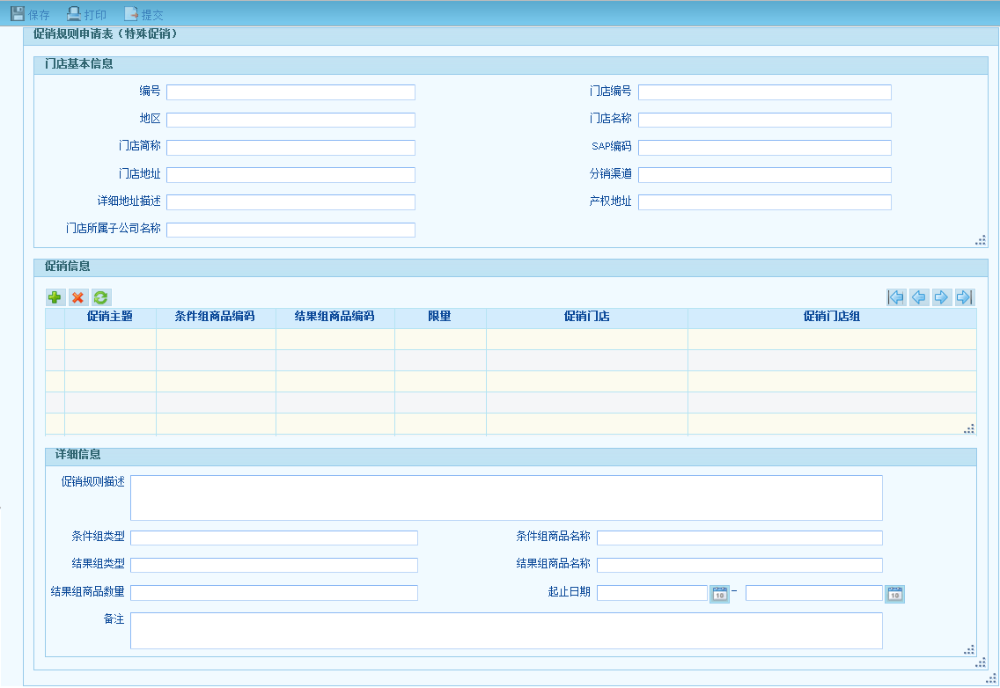 保存 打印 提交
促销规则申请表（特殊促销）
门店基本信息
编号 门店编号
地区 门店名称
门店简称 SAP编码
门店地址 分销渠道
详细地址描述 产权地址
门店所属子公司名称
促销信息
促销主题 条件组商品编码 结果组商品编码 限量 促销门店 促销门店组
详细信息
促销规则描述
条件组类型 条件组商品名称
结果组类型 结果组商品名称
结果组商品数量 起止日期 10 - 10
备注